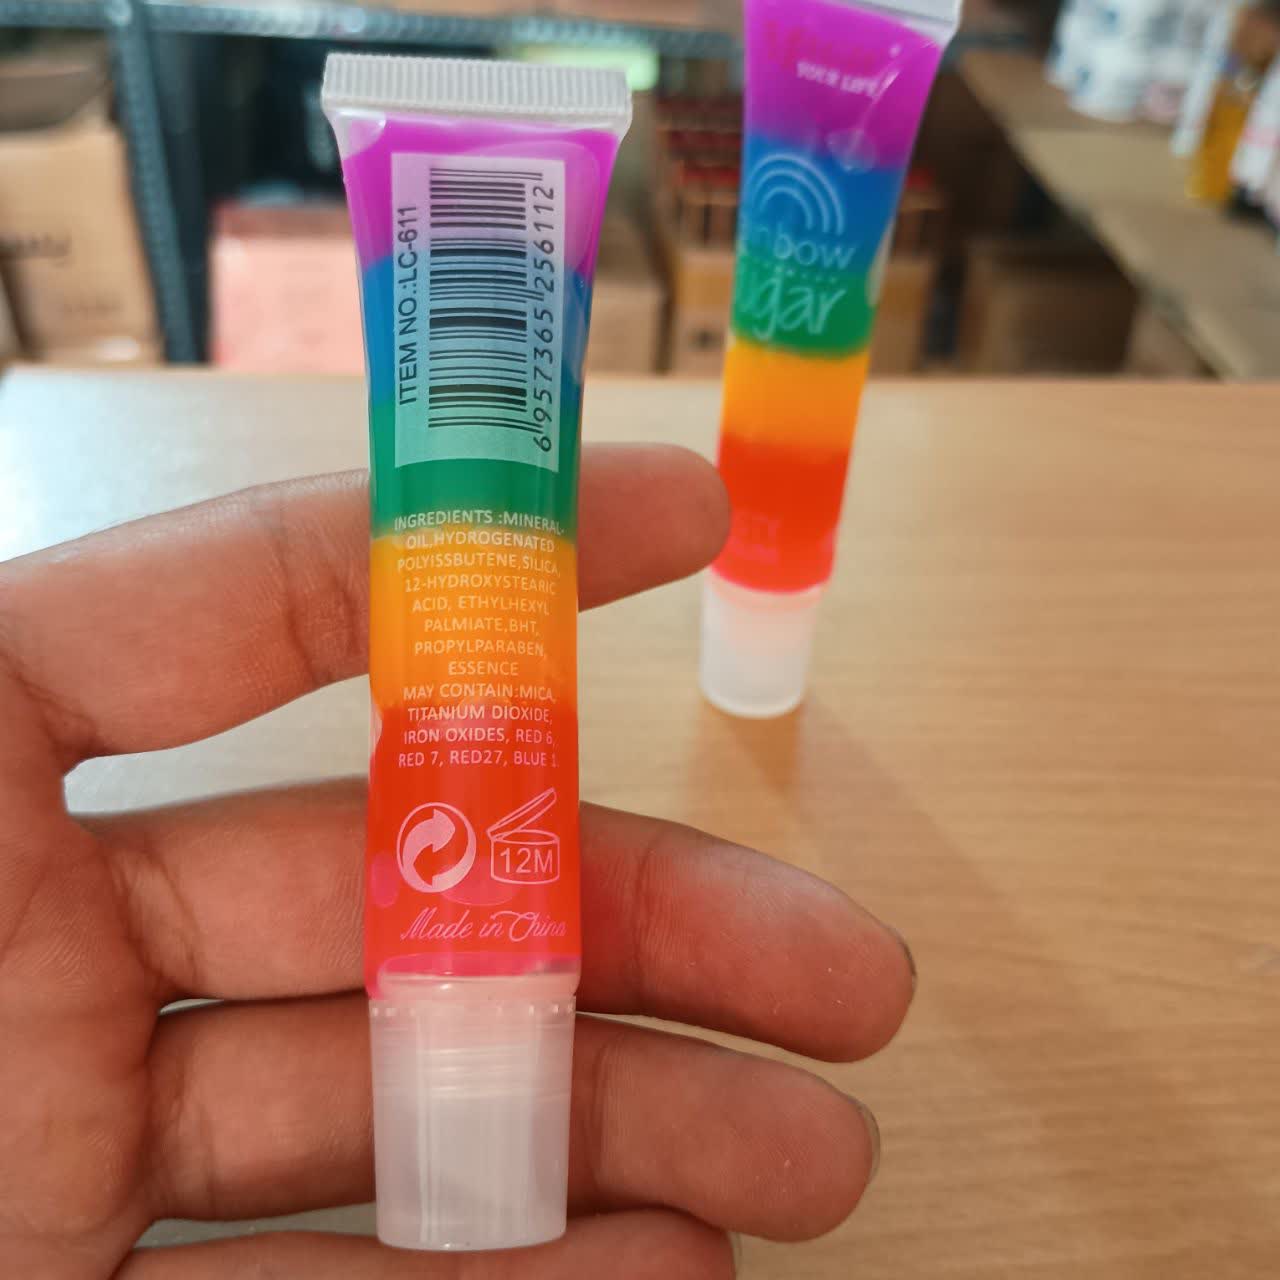 ITEM NO.:LC-611
6 957365 256112
INGREDIENTS :MINERAL-
OIL,HYDROGENATED
POLYISSBUTENE,SILICA,
12-HYDROXYSTEARIC
ACID, ETHYLHEXYL
PALMIATE,BHT,
PROPYLPARABEN,
ESSENCE
MAY CONTAIN:MICA,
TITANIUM DIOXIDE,
IRON OXIDES, RED 6,
RED 7, RED27, BLUE 1.
12M
Made in China
YOUR LIFE